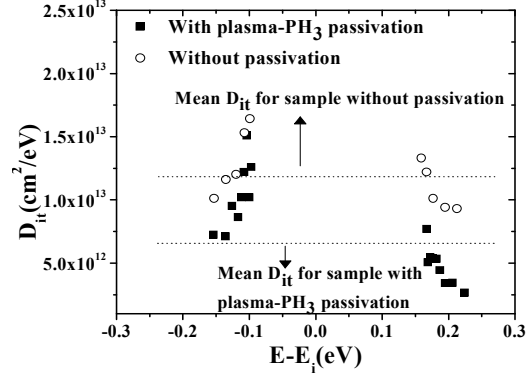 With plasma-PH3 passivation
Without passivation
Mean Dit for sample without passivation
Mean Dit for sample with
plasma-PH3 passivation
2.5x10^13
2.0x10^13
1.5x10^13
1.0x10^13
5.0x10^12
Dit(cm^2/eV)
-0.3 -0.2 -0.1 0.0 0.1 0.2 0.3
E-Ei(eV)